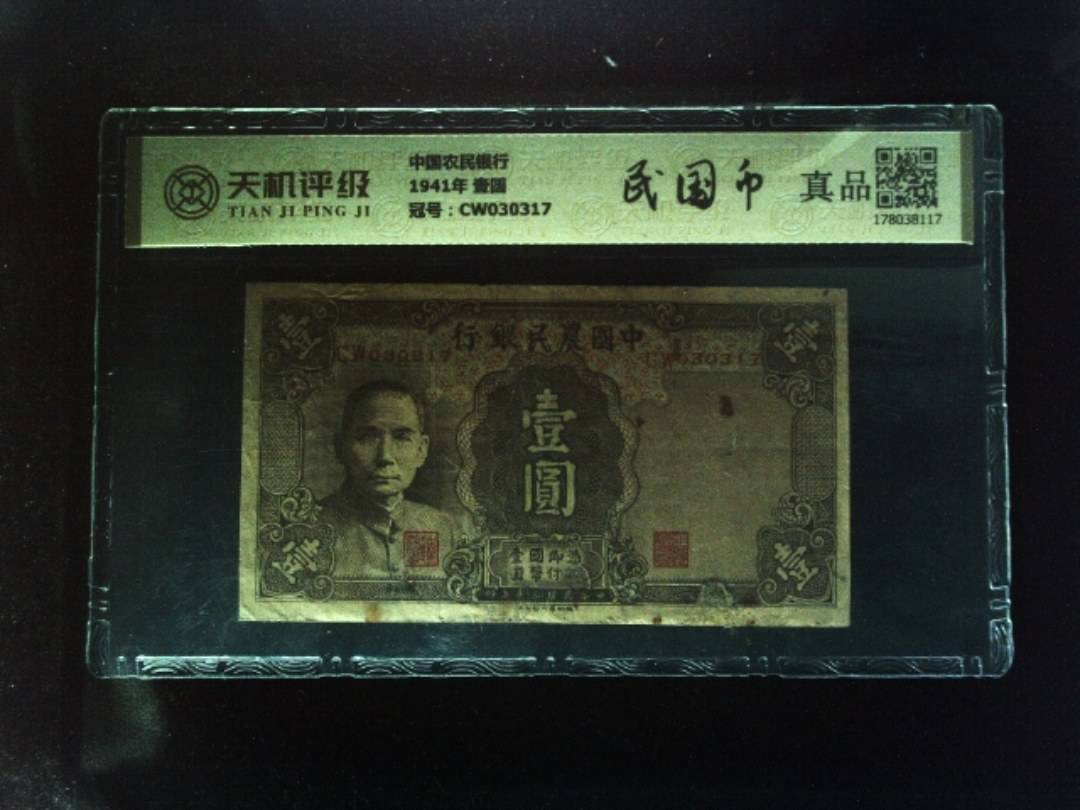 天机评级
TIAN JI PING JI
中国农民银行
1941年 壹圆
冠号：CW030317
民国币
真品
178038117
行銀民農國中
CW030317
CW030317
壹
壹
壹
圓
壹
壹